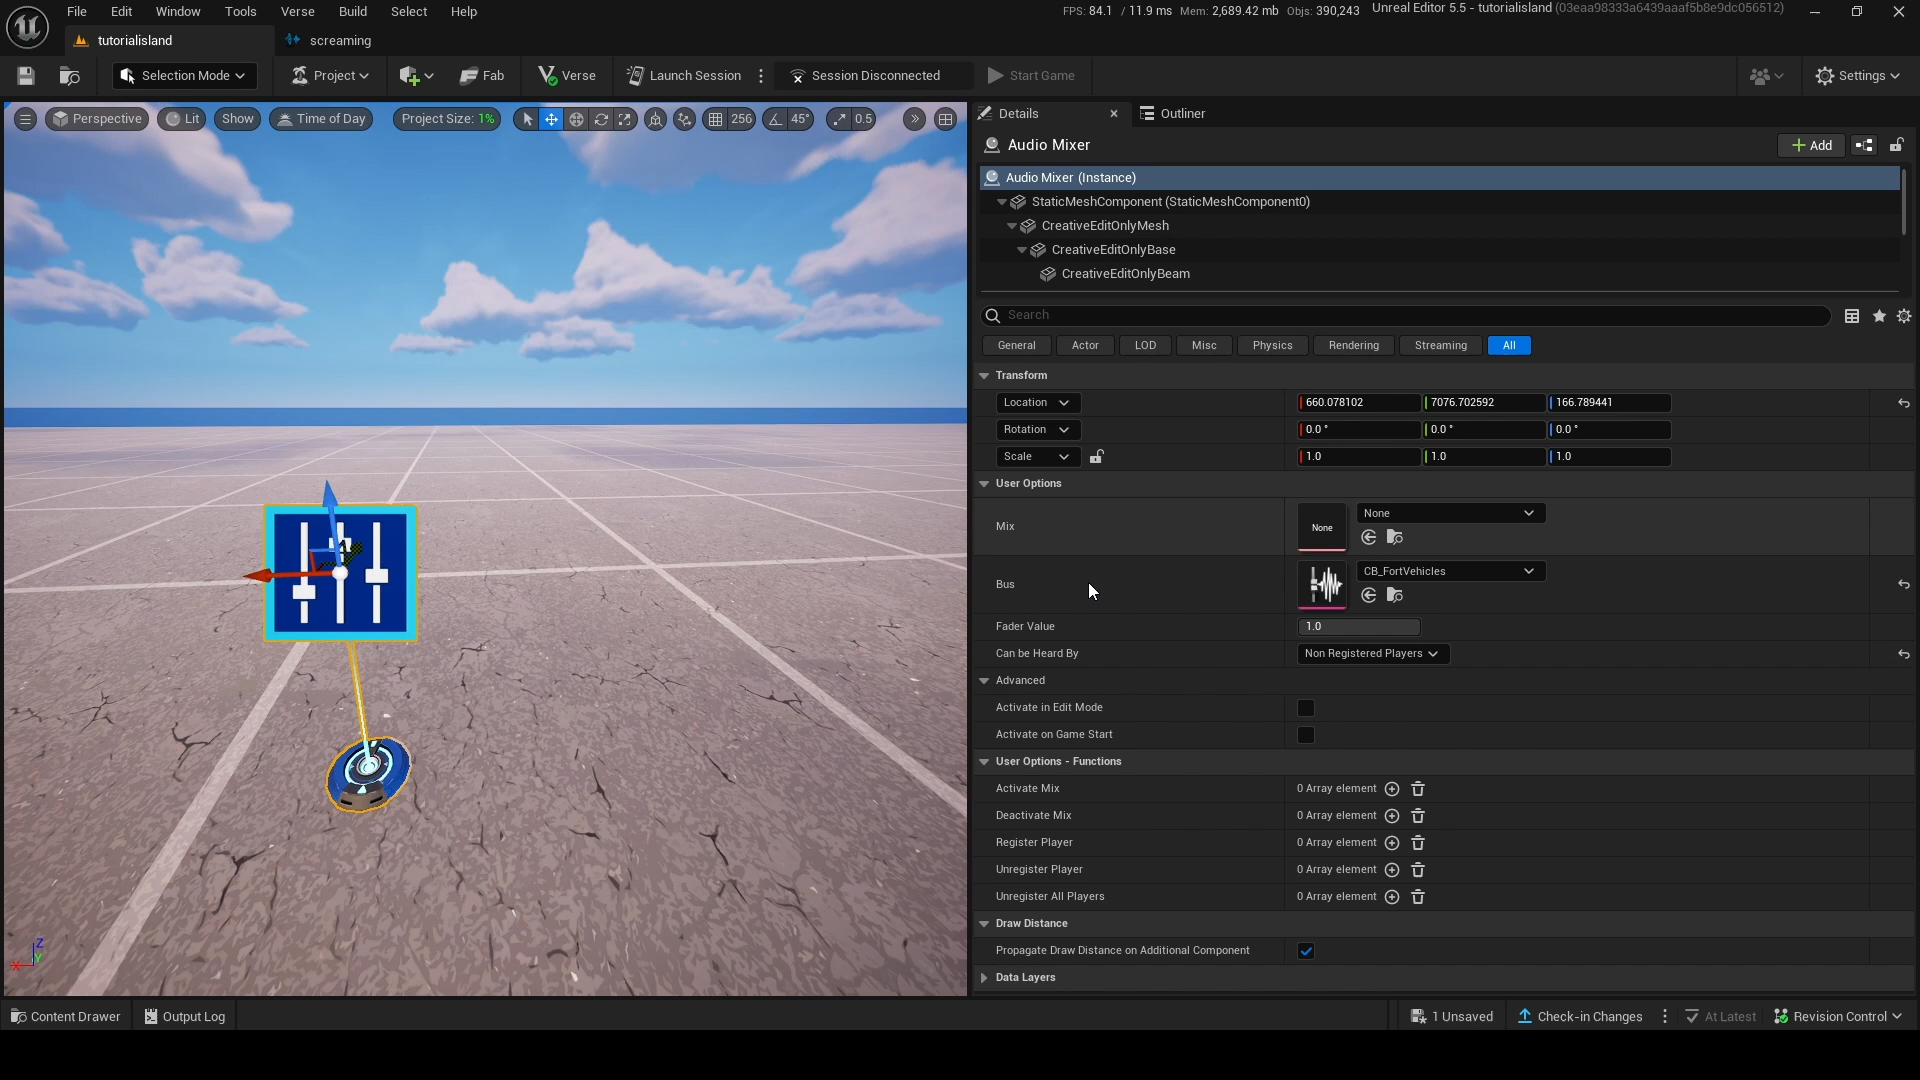 File Edit Window Tools Verse Build Select Help
FPS: 84.1 / 11.9 ms Mem: 2,689.42 mb Objs: 390,243 Unreal Editor 5.5 - tutorialisland (03eaa98333a6439aaaf5b8e9dc056512)
tutorialisland screaming
Selection Mode Project Fab Verse Launch Session Session Disconnected Start Game Settings
Perspective Lit Show Time of Day Project Size: 1% 256 45° 0.5
Details Outliner
Audio Mixer Add
Audio Mixer (Instance)
StaticMeshComponent (StaticMeshComponent0)
CreativeEditOnlyMesh
CreativeEditOnlyBase
CreativeEditOnlyBeam
Search
General Actor LOD Misc Physics Rendering Streaming All
Transform
Location 660.078102 7076.702592 166.789441
Rotation 0.0 ° 0.0 ° 0.0 °
Scale 1.0 1.0 1.0
User Options
Mix None None
Bus CB_FortVehicles
Fader Value 1.0
Can be Heard By Non Registered Players
Advanced
Activate in Edit Mode
Activate on Game Start
User Options - Functions
Activate Mix 0 Array element
Deactivate Mix 0 Array element
Register Player 0 Array element
Unregister Player 0 Array element
Unregister All Players 0 Array element
Draw Distance
Propagate Draw Distance on Additional Component
Data Layers
Z
Y
X
Content Drawer Output Log 1 Unsaved Check-in Changes At Latest Revision Control